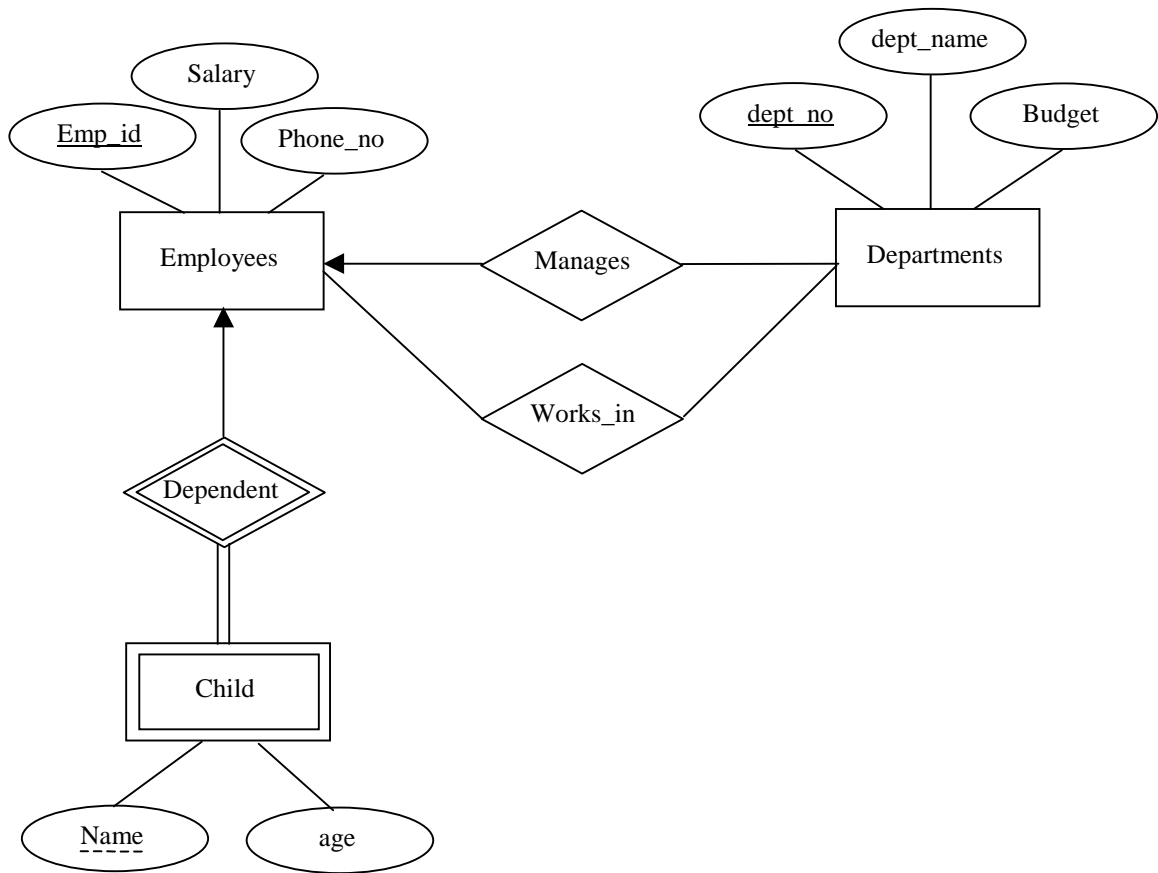 dept_name
Salary
Emp_id
Phone_no
dept_no
Budget
Employees
Manages
Departments
Works_in
Dependent
Child
Name
age